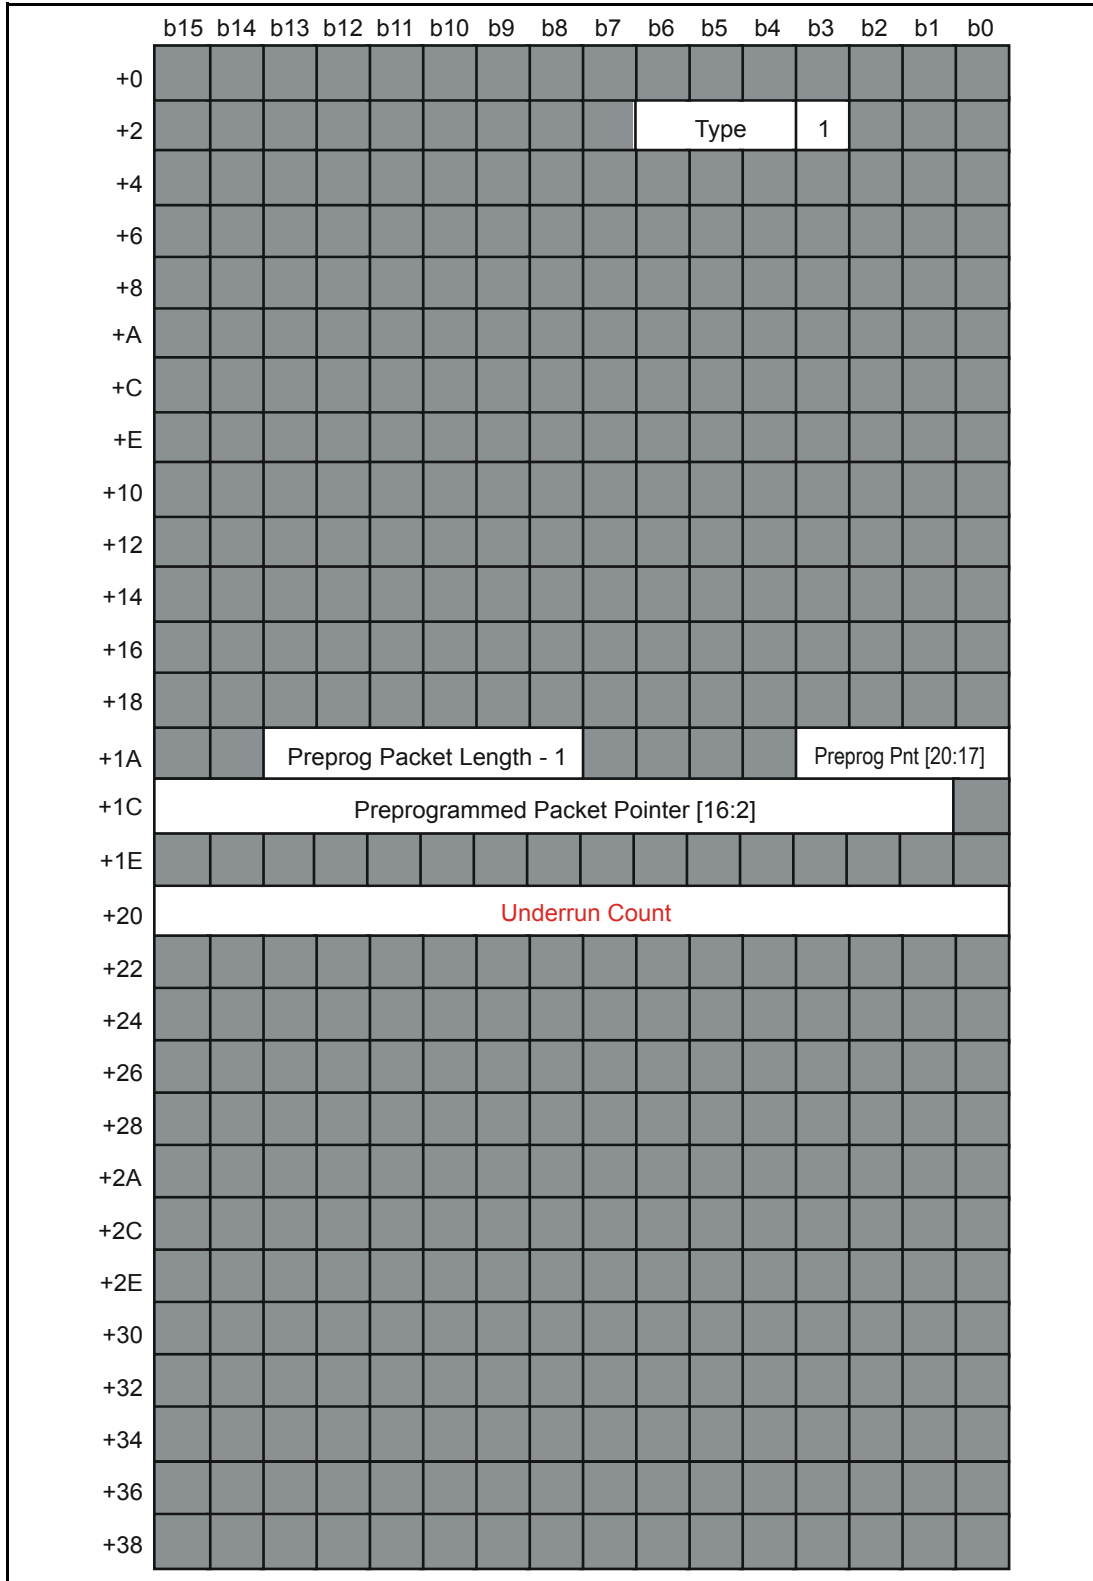 b15 b14 b13 b12 b11 b10 b9 b8 b7 b6 b5 b4 b3 b2 b1 b0
+0
+2 Type 1
+4
+6
+8
+A
+C
+E
+10
+12
+14
+16
+18
+1A Preprog Packet Length - 1 Preprog Pnt [20:17]
+1C Preprogrammed Packet Pointer [16:2]
+1E
+20 Underrun Count
+22
+24
+26
+28
+2A
+2C
+2E
+30
+32
+34
+36
+38